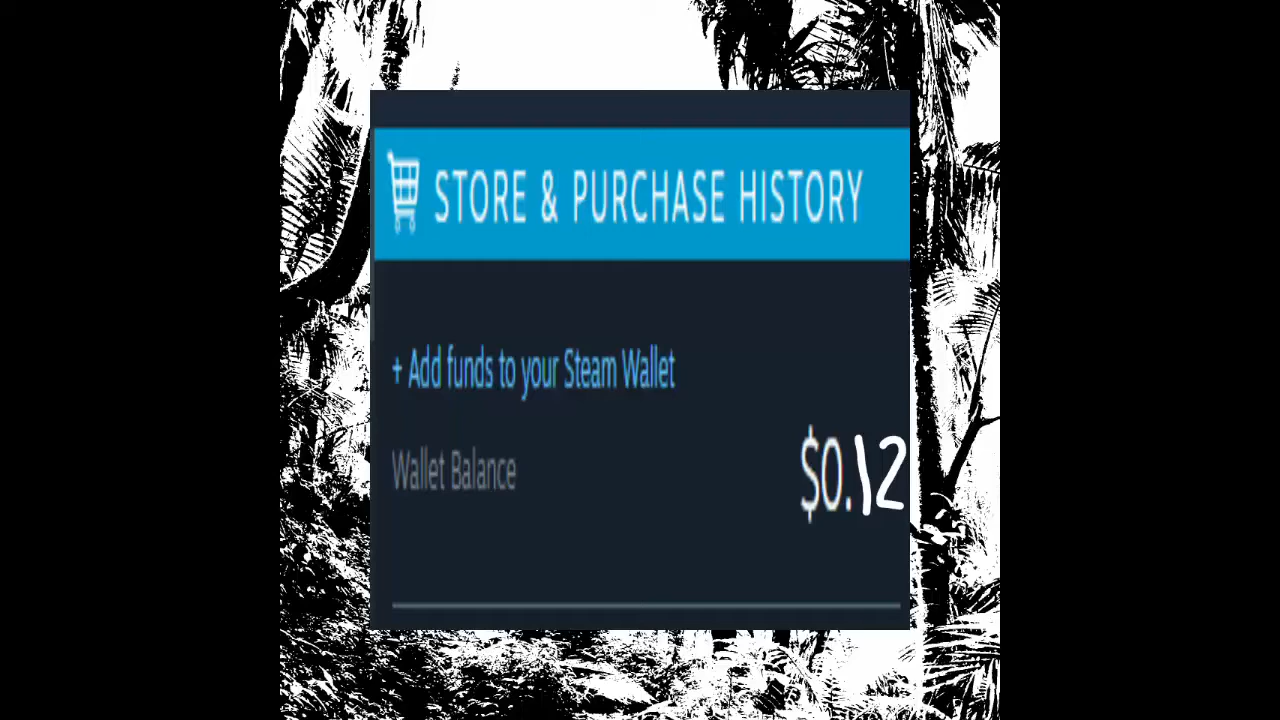 STORE & PURCHASE HISTORY
+ Add funds to your Steam Wallet
Wallet Balance $0.12